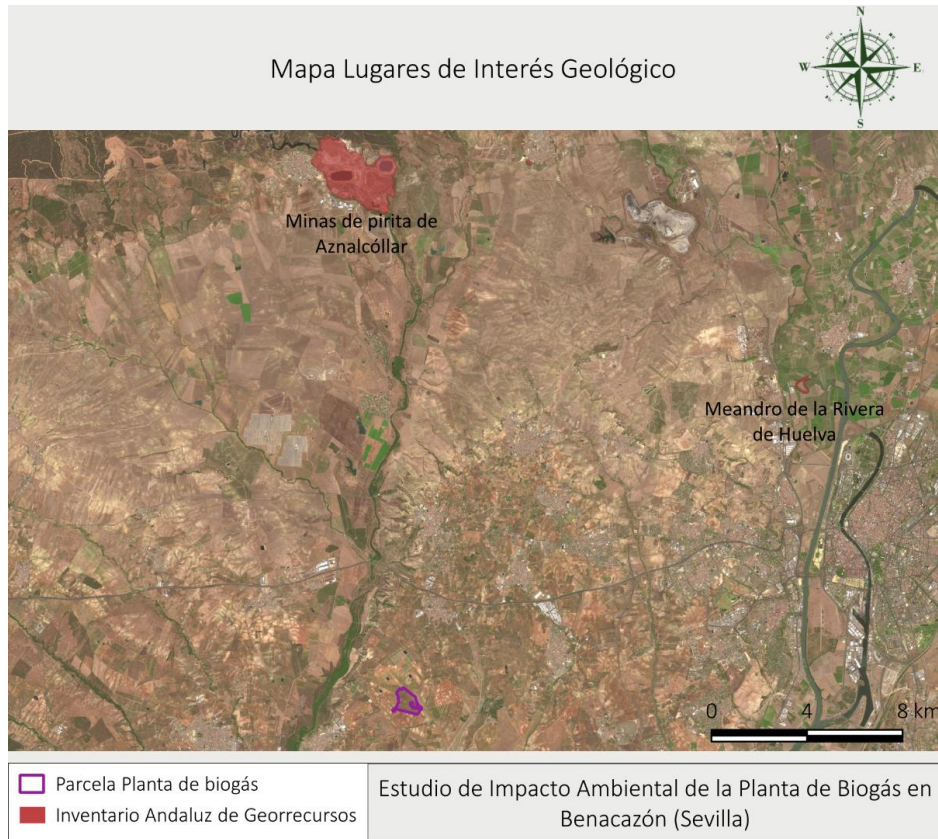 Mapa Lugares de Interés Geológico
N
W
E
S
Minas de pirita de
Aznalcóllar
Meandro de la Rivera
de Huelva
0 4 8 km
Parcela Planta de biogás
Inventario Andaluz de Georrecursos
Estudio de Impacto Ambiental de la Planta de Biogás en
Benacazón (Sevilla)